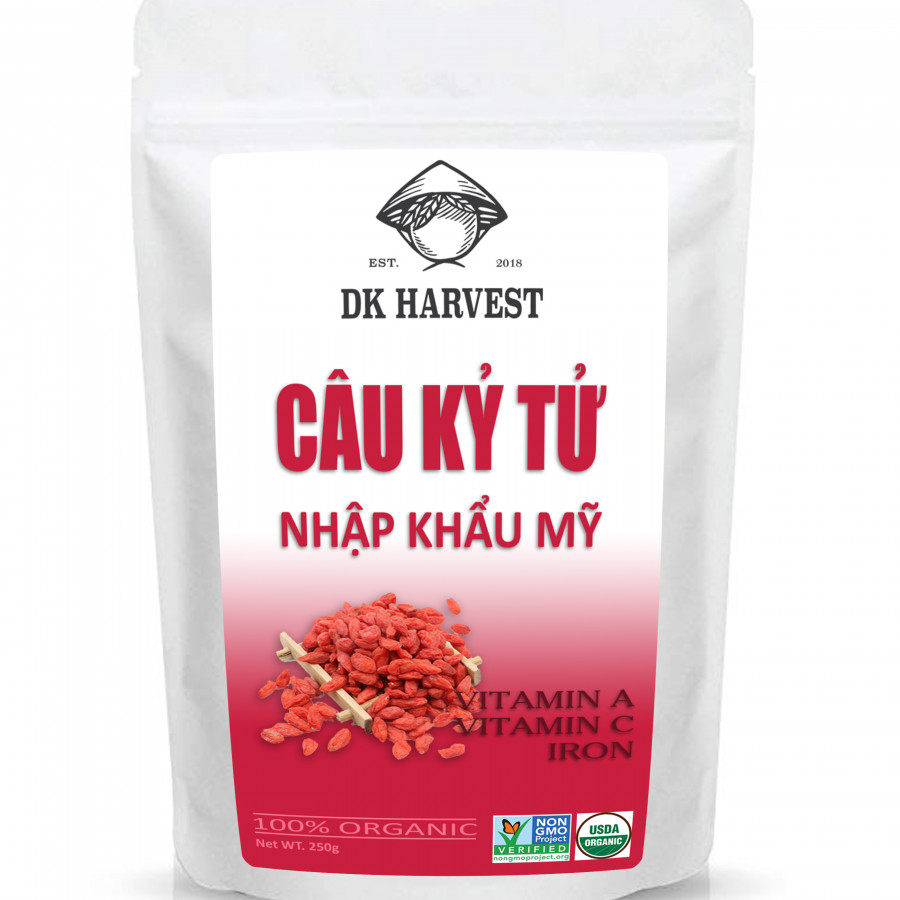 EST. 2018
DK HARVEST
CÂU KỶ TỬ
NHẬP KHẨU MỸ
VITAMIN A
VITAMIN C
IRON
100% ORGANIC
Net WT. 250g
NON
GMO
Project
VERIFIED
nongmoproject.org
USDA
ORGANIC